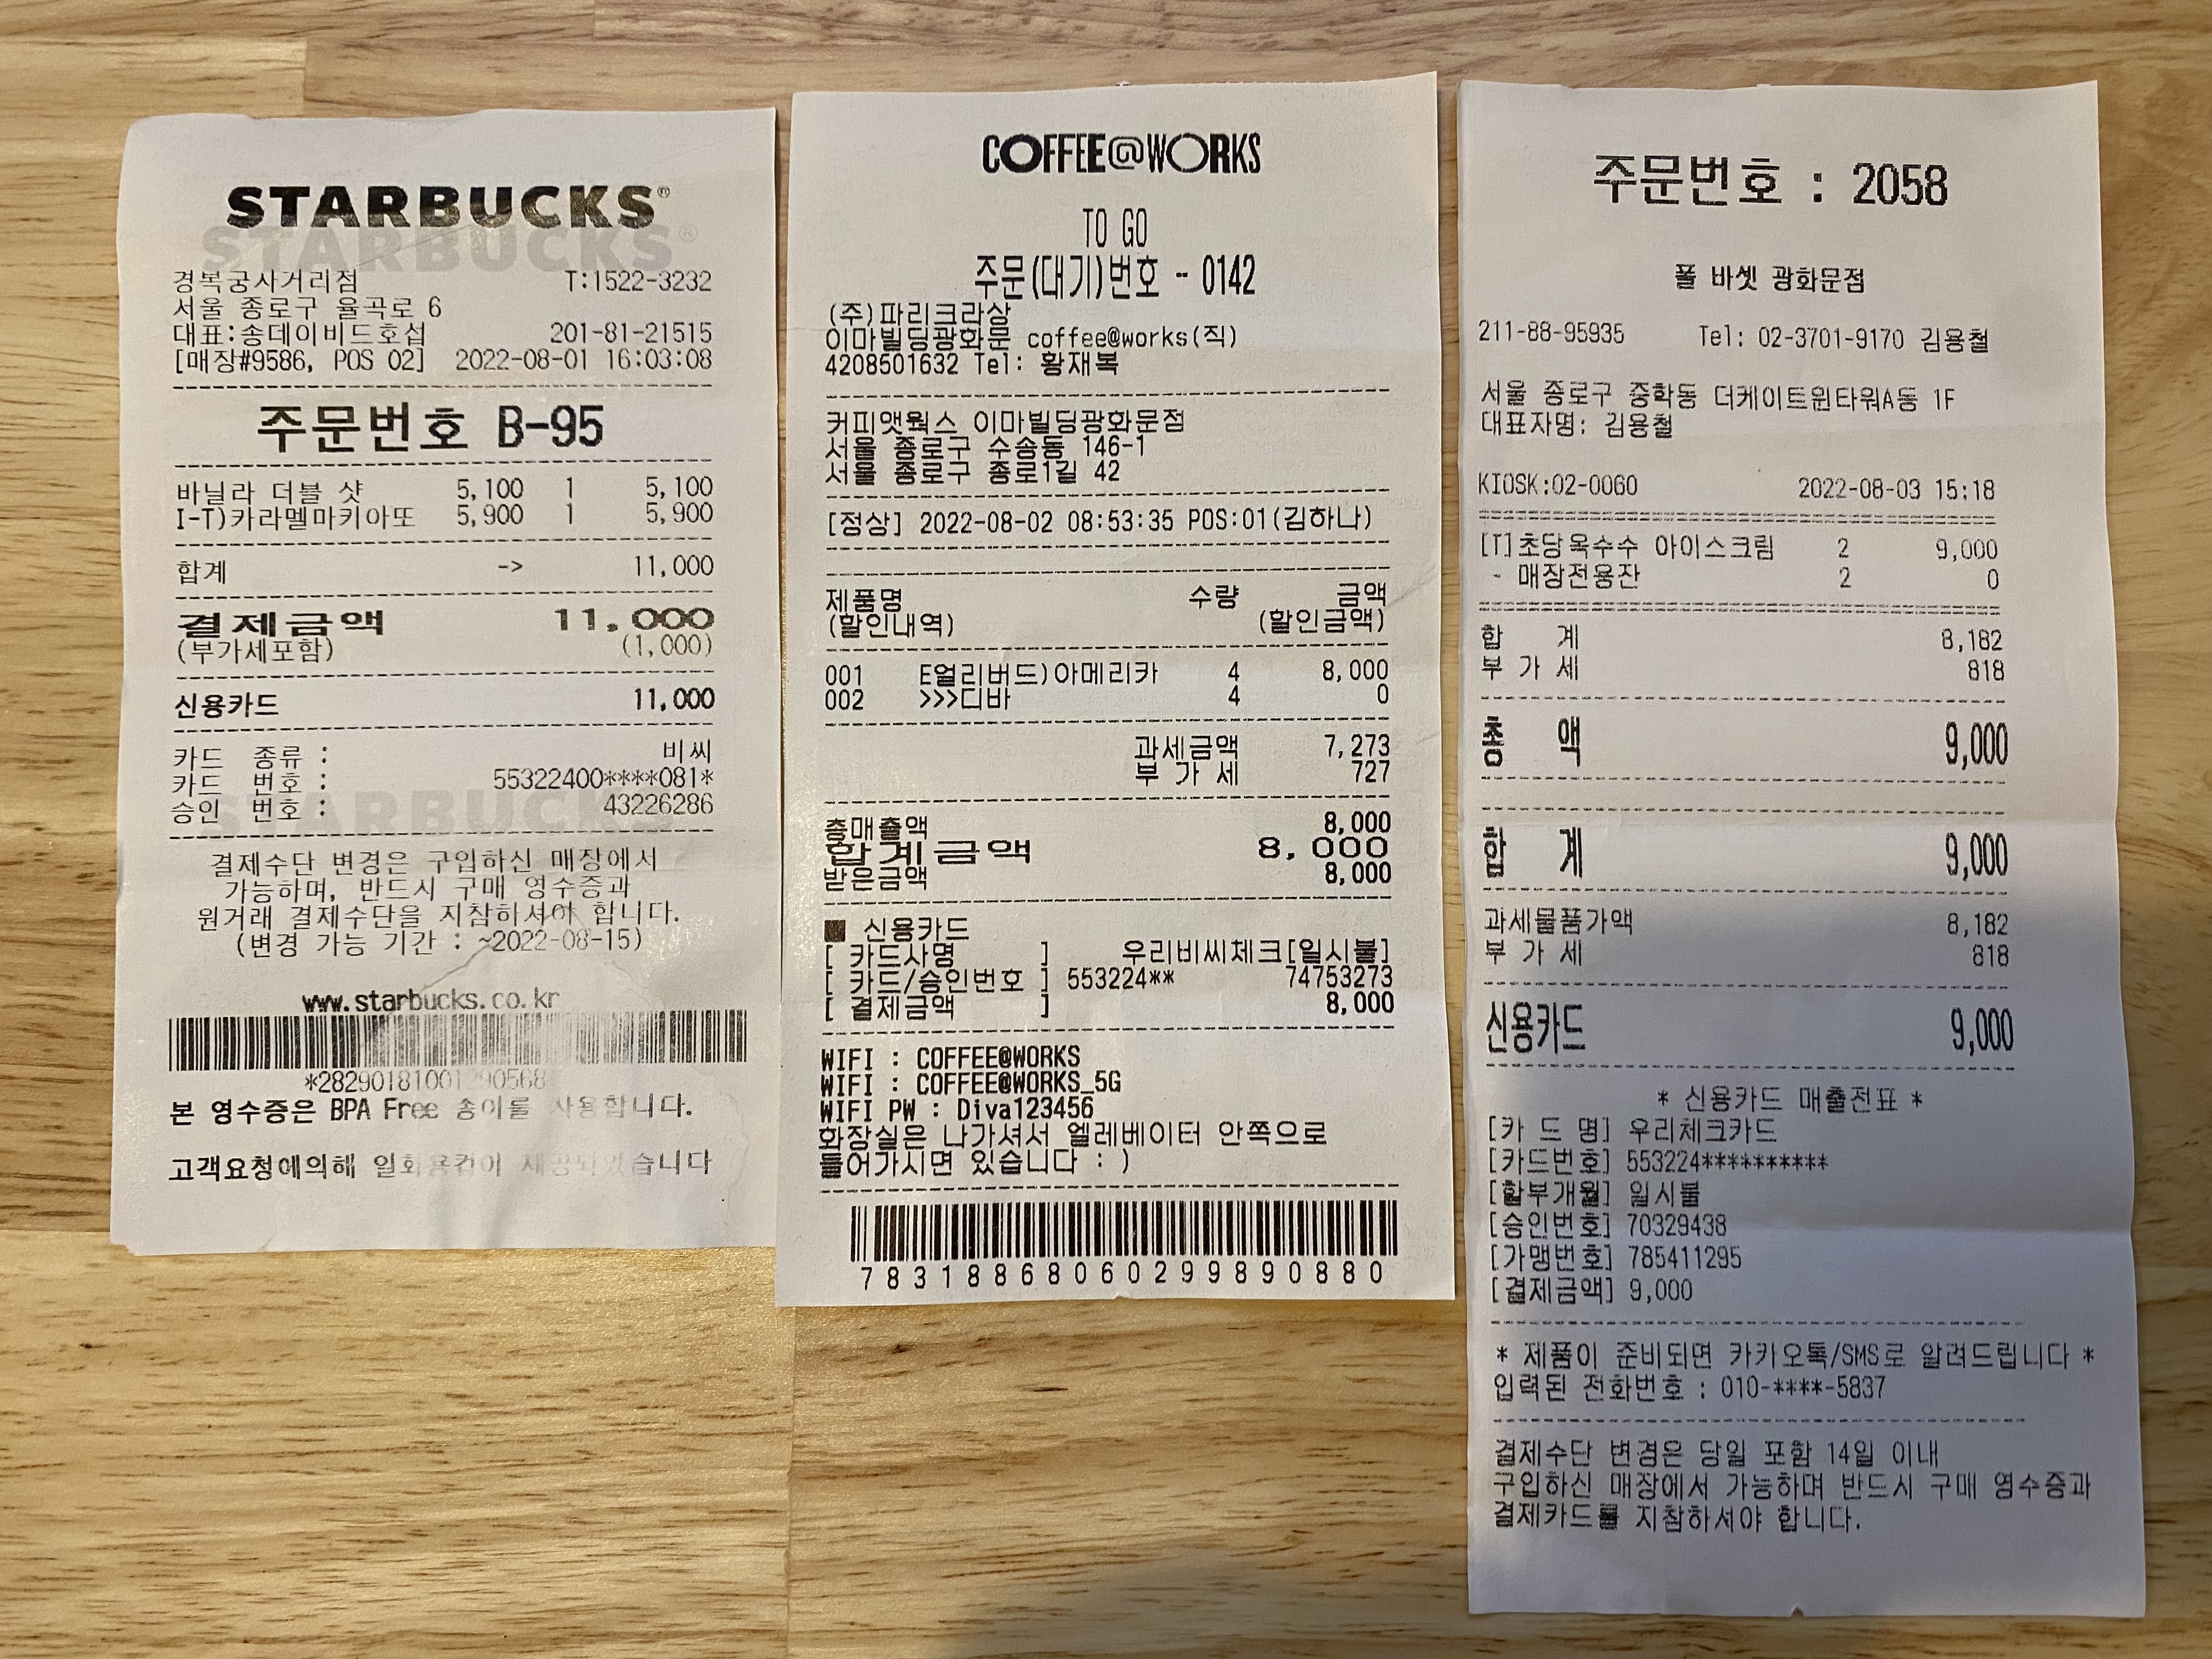 STARBUCKS®
STARBUCKS®
경복궁사거리점 T:1522-3232
서울 종로구 율곡로 6
대표:송데이비드호섭 201-81-21515
[매장#9586, POS 02] 2022-08-01 16:03:08
주문번호 B-95
바닐라 더블 샷 5,100 1 5,100
I-T)카라멜마키아또 5,900 1 5,900
합계 -> 11,000
결제금액 11,000
(부가세포함) (1,000)
신용카드 11,000
카드 종류 : 비씨
카드 번호 : 55322400****081*
승인 번호 : 43226286
STARBUCKS
결제수단 변경은 구입하신 매장에서
가능하며, 반드시 구매 영수증과
원거래 결제수단을 지참하셔야 합니다.
(변경 가능 기간 : ~2022-08-15)
www.starbucks.co.kr
*28290181001290568
본 영수증은 BPA Free 종이를 사용합니다.
고객요청에의해 일회용컵이 제공되었습니다
COFFEE@WORKS
TO GO
주문(대기)번호 - 0142
(주)파리크라상
이마빌딩광화문 coffee@works(직)
4208501632 Tel: 황재복
커피앳웍스 이마빌딩광화문점
서울 종로구 수송동 146-1
서울 종로구 종로1길 42
[정상] 2022-08-02 08:53:35 POS:01(김하나)
제품명 수량 금액
(할인내역) (할인금액)
001 E얼리버드)아메리카 4 8,000
002 >>>디바 4 0
과세금액 7,273
부 가 세 727
총매출액 8,000
합계금액 8,000
받은금액 8,000
■ 신용카드
[ 카드사명 ] 우리비씨체크[일시불]
[ 카드/승인번호 ] 553224** 74753273
[ 결제금액 ] 8,000
WIFI : COFFEE@WORKS
WIFI : COFFEE@WORKS_5G
WIFI PW : Diva123456
화장실은 나가셔서 엘레베이터 안쪽으로
들어가시면 있습니다 : )
78318868060299890880
주문번호 : 2058
폴 바셋 광화문점
211-88-95935 Tel: 02-3701-9170 김용철
서울 종로구 중학동 더케이트윈타워A동 1F
대표자명: 김용철
KIOSK:02-0060 2022-08-03 15:18
[T]초당옥수수 아이스크림 2 9,000
- 매장전용잔 2 0
합 계 8,182
부 가 세 818
총 액 9,000
합 계 9,000
과세물품가액 8,182
부 가 세 818
신용카드 9,000
* 신용카드 매출전표 *
[카 드 명] 우리체크카드
[카드번호] 553224**********
[할부개월] 일시불
[승인번호] 70329438
[가맹번호] 785411295
[결제금액] 9,000
* 제품이 준비되면 카카오톡/SMS로 알려드립니다 *
입력된 전화번호 : 010-****-5837
결제수단 변경은 당일 포함 14일 이내
구입하신 매장에서 가능하며 반드시 구매 영수증과
결제카드를 지참하셔야 합니다.